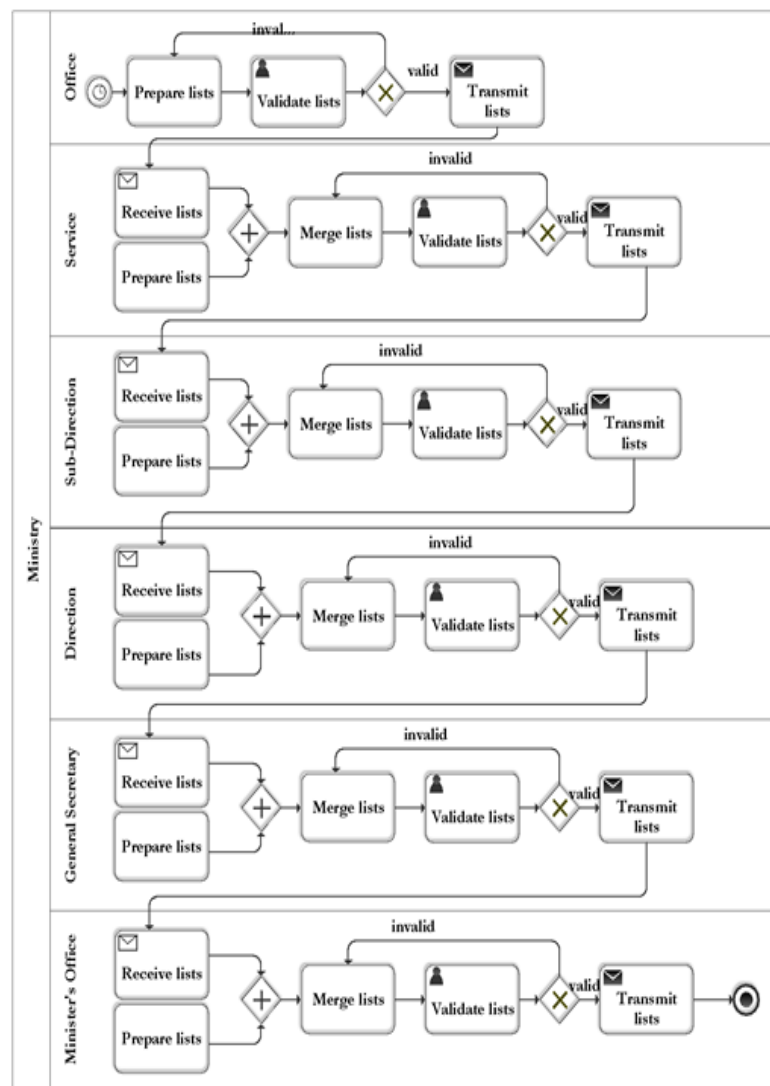 Ministry
Office
inval...
Prepare lists
Validate lists
valid
Transmit
lists
Service
invalid
Receive lists
Prepare lists
Merge lists
Validate lists
valid
Transmit
lists
Sub-Direction
invalid
Receive lists
Prepare lists
Merge lists
Validate lists
valid
Transmit
lists
Direction
invalid
Receive lists
Prepare lists
Merge lists
Validate lists
valid
Transmit
lists
General Secretary
invalid
Receive lists
Prepare lists
Merge lists
Validate lists
valid
Transmit
lists
Minister's Office
invalid
Receive lists
Prepare lists
Merge lists
Validate lists
valid
Transmit
lists